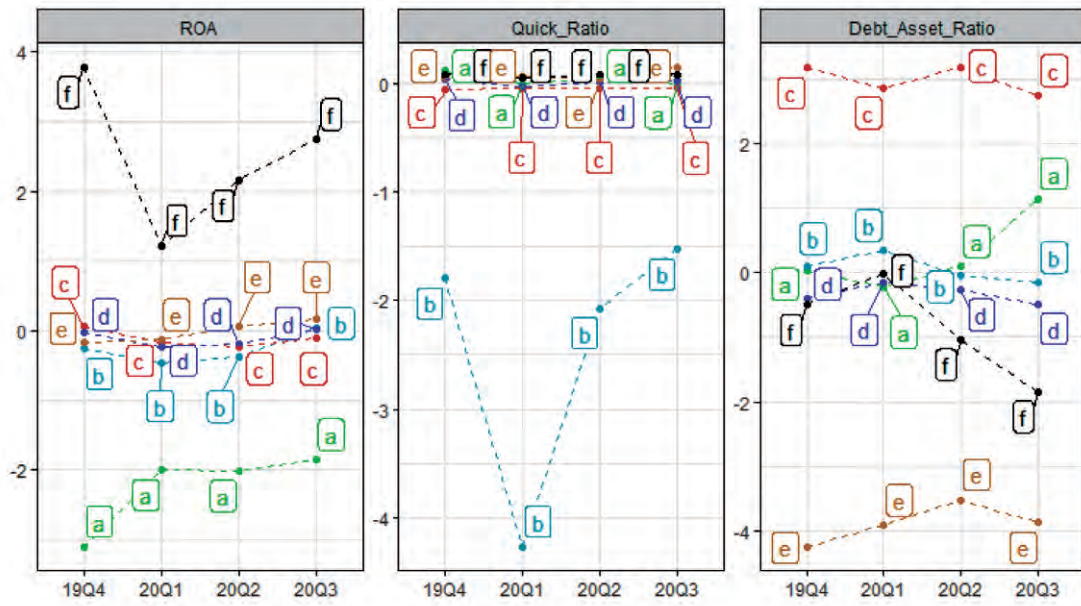 ROA Quick_Ratio Debt_Asset_Ratio
4
2
0
-2
0
-1
-2
-3
-4
2
0
-2
-4
f f f f
c e d b e c b d e d b c e d b c
a a a a
e a f e f f a f e
c d a d e d a d
c c c
b b b b
c c c c
a b d b a b a b
f d f a d d
f f
e e e e
19Q4 20Q1 20Q2 20Q3 19Q4 20Q1 20Q2 20Q3 19Q4 20Q1 20Q2 20Q3